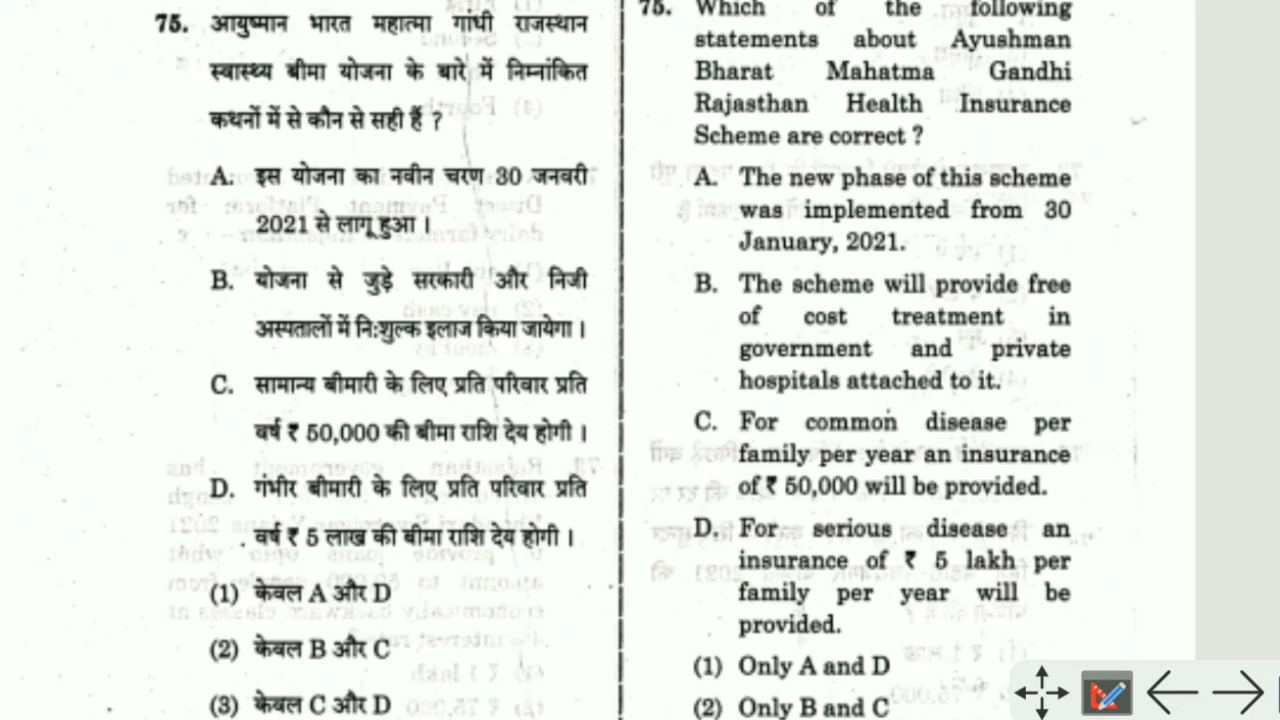 75. आयुष्मान भारत महात्मा गांधी राजस्थान
स्वास्थ्य बीमा योजना के बारे में निम्नांकित
कथनों में से कौन से सही हैं ?
A. इस योजना का नवीन चरण 30 जनवरी
2021 से लागू हुआ ।
B. योजना से जुड़े सरकारी और निजी
अस्पतालों में नि:शुल्क इलाज किया जायेगा ।
C. सामान्य बीमारी के लिए प्रति परिवार प्रति
वर्ष ₹ 50,000 की बीमा राशि देय होगी ।
D. गंभीर बीमारी के लिए प्रति परिवार प्रति
वर्ष ₹ 5 लाख की बीमा राशि देय होगी ।
(1) केवल A और D
(2) केवल B और C
(3) केवल C और D
75. Which of the following
statements about Ayushman
Bharat Mahatma Gandhi
Rajasthan Health Insurance
Scheme are correct ?
A. The new phase of this scheme
was implemented from 30
January, 2021.
B. The scheme will provide free
of cost treatment in
government and private
hospitals attached to it.
C. For common disease per
family per year an insurance
of ₹ 50,000 will be provided.
D. For serious disease an
insurance of ₹ 5 lakh per
family per year will be
provided.
(1) Only A and D
(2) Only B and C